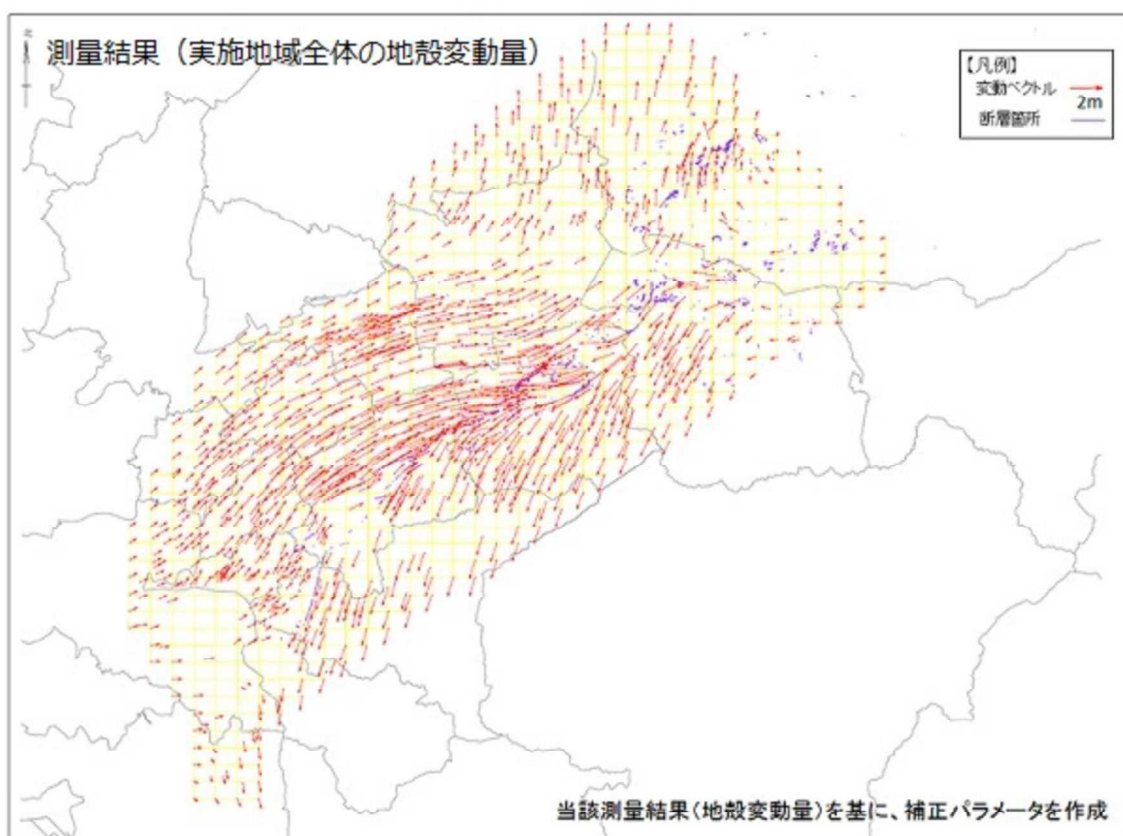 北
測量結果（実施地域全体の地殻変動量）
【凡例】
変動ベクトル
2m
断層箇所
当該測量結果(地殻変動量)を基に、補正パラメータを作成